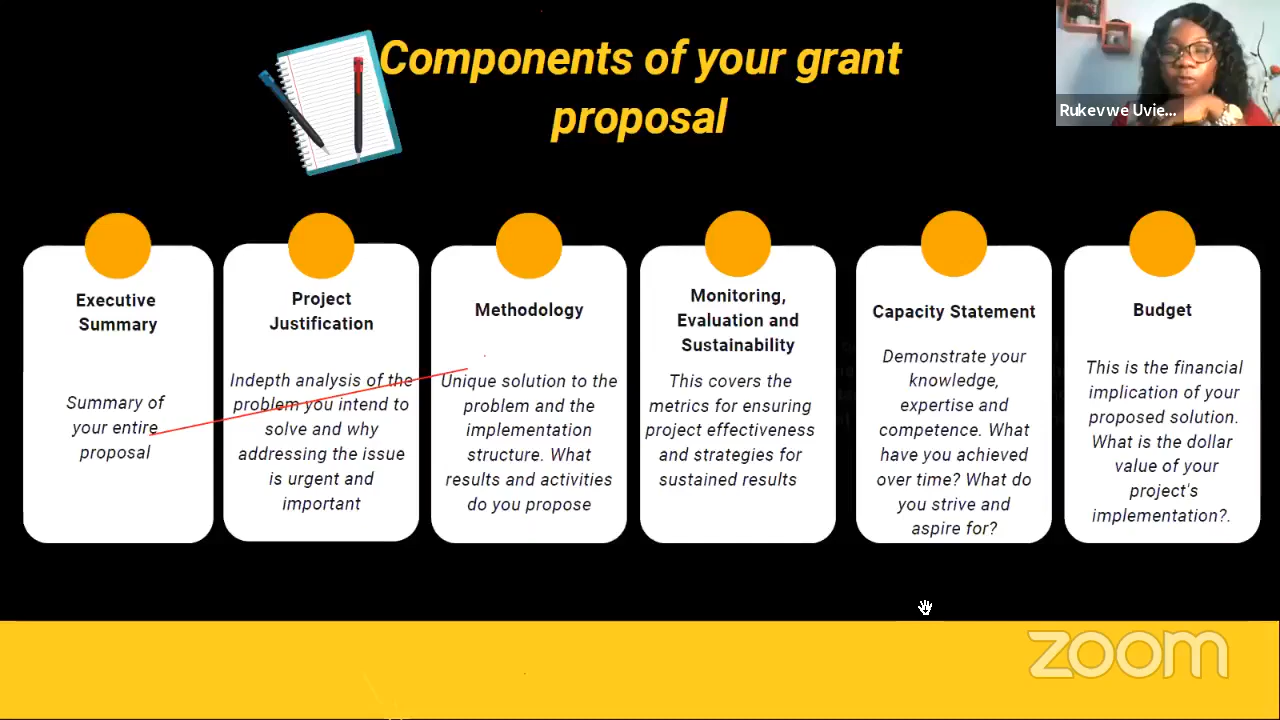 Components of your grant
proposal
Rukevwe Uvie...
Executive
Summary
Summary of
your entire
proposal
Project
Justification
Indepth analysis of the
problem you intend to
solve and why
addressing the issue
is urgent and
important
Methodology
Unique solution to the
problem and the
implementation
structure. What
results and activities
do you propose
Monitoring,
Evaluation and
Sustainability
This covers the
metrics for ensuring
project effectiveness
and strategies for
sustained results
Capacity Statement
Demonstrate your
knowledge,
expertise and
competence. What
have you achieved
over time? What do
you strive and
aspire for?
Budget
This is the financial
implication of your
proposed solution.
What is the dollar
value of your
project's
implementation?.
zoom